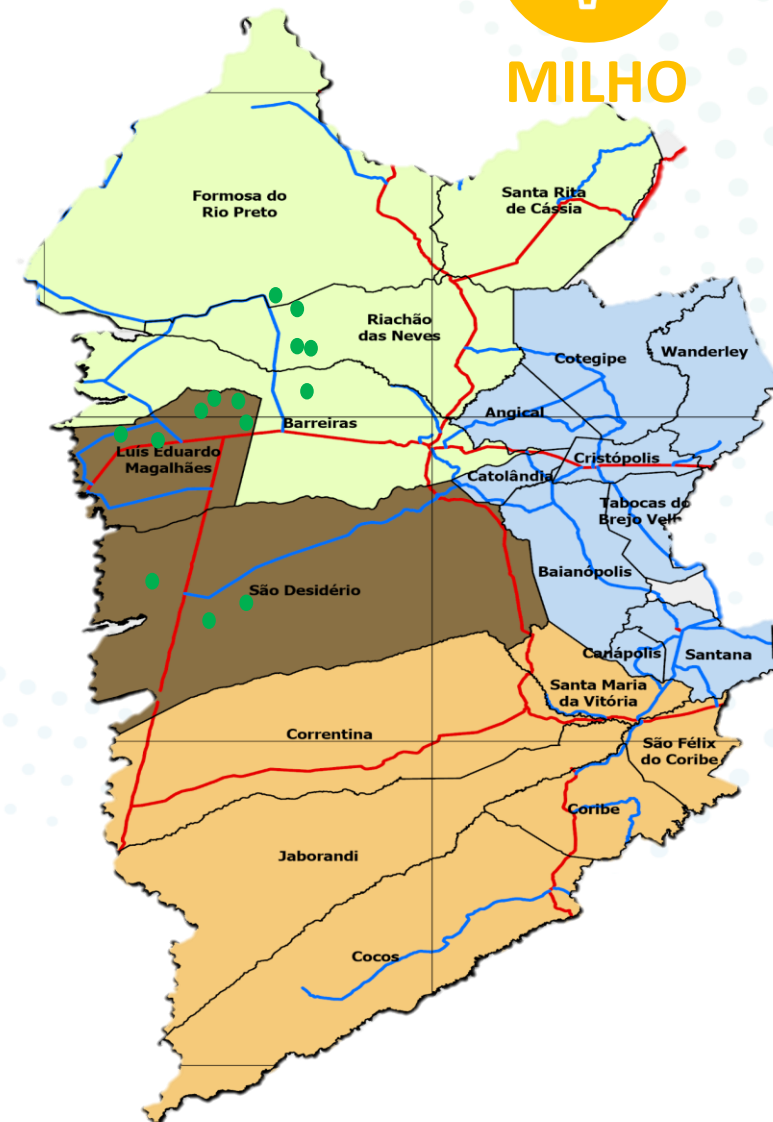 MILHO
Formosa do
Rio Preto
Santa Rita
de Cássia
Riachão
das Neves
Cotegipe
Wanderley
Angical
Barreiras
Luís Eduardo
Magalhães
Cristópolis
Catolândia
Tabocas do
Brejo Velh
Baianópolis
São Desidério
Canápolis
Santana
Santa Maria
da Vitória
Correntina
São Félix
do Coribe
Coribe
Jaborandi
Cocos